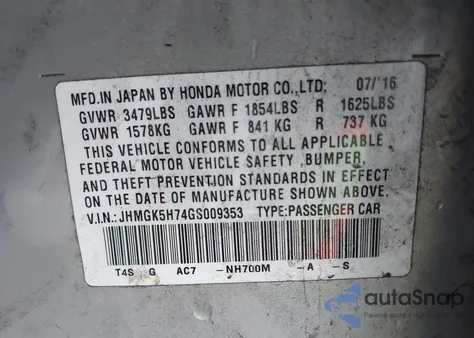 MFD.IN JAPAN BY HONDA MOTOR CO.,LTD; 07/'16
GVWR 3479LBS GAWR F 1854LBS R 1625LBS
GVWR 1578KG GAWR F 841 KG R 737 KG
THIS VEHICLE CONFORMS TO ALL APPLICABLE
FEDERAL MOTOR VEHICLE SAFETY ,BUMPER,
AND THEFT PREVENTION STANDARDS IN EFFECT
ON THE DATE OF MANUFACTURE SHOWN ABOVE.
V.I.N.:JHMGK5H74GS009353 TYPE:PASSENGER CAR
T4S G AC7 -NH700M -A -S
autoSnap